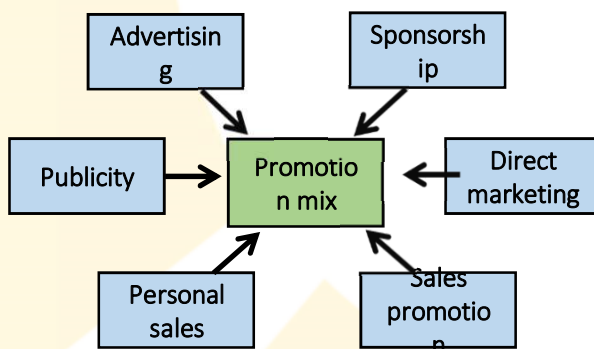 Advertisin
g
Sponsorsh
ip
Publicity
Promotio
n mix
Direct
marketing
Personal
sales
Sales
promotio
n